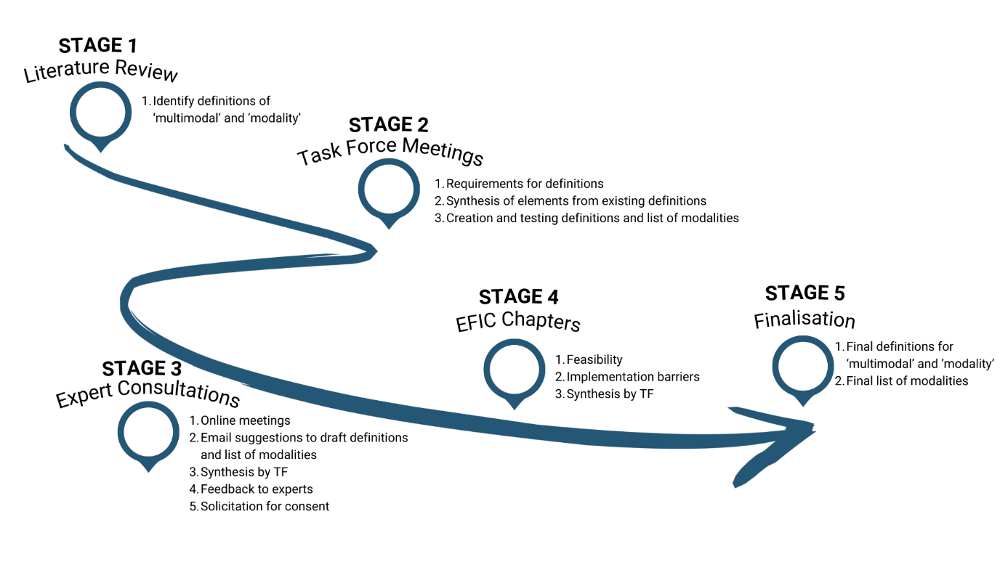 STAGE 1
Literature Review
1. Identify definitions of
‘multimodal’ and ‘modality’
STAGE 2
Task Force Meetings
1. Requirements for definitions
2. Synthesis of elements from existing definitions
3. Creation and testing definitions and list of modalities
STAGE 3
Expert Consultations
1. Online meetings
2. Email suggestions to draft definitions
and list of modalities
3. Synthesis by TF
4. Feedback to experts
5. Solicitation for consent
STAGE 4
EFIC Chapters
1. Feasibility
2. Implementation barriers
3. Synthesis by TF
STAGE 5
Finalisation
1. Final definitions for
‘multimodal’ and ‘modality’
2. Final list of modalities